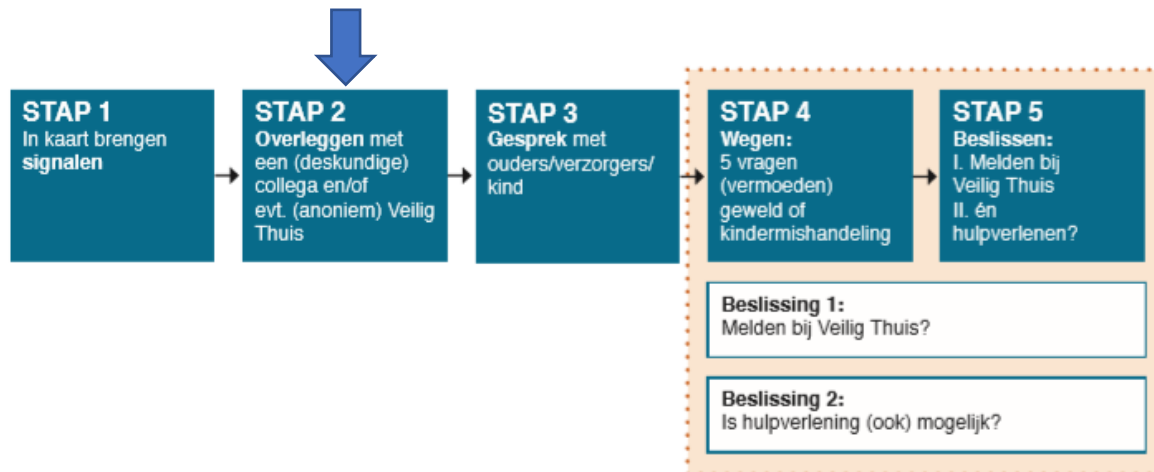 STAP 1
In kaart brengen
signalen
STAP 2
Overleggen met
een (deskundige)
collega en/of
evt. (anoniem) Veilig
Thuis
STAP 3
Gesprek met
ouders/verzorgers/
kind
STAP 4
Wegen:
5 vragen
(vermoeden)
geweld of
kindermishandeling
STAP 5
Beslissen:
I. Melden bij
Veilig Thuis
II. én
hulpverlenen?
Beslissing 1:
Melden bij Veilig Thuis?
Beslissing 2:
Is hulpverlening (ook) mogelijk?